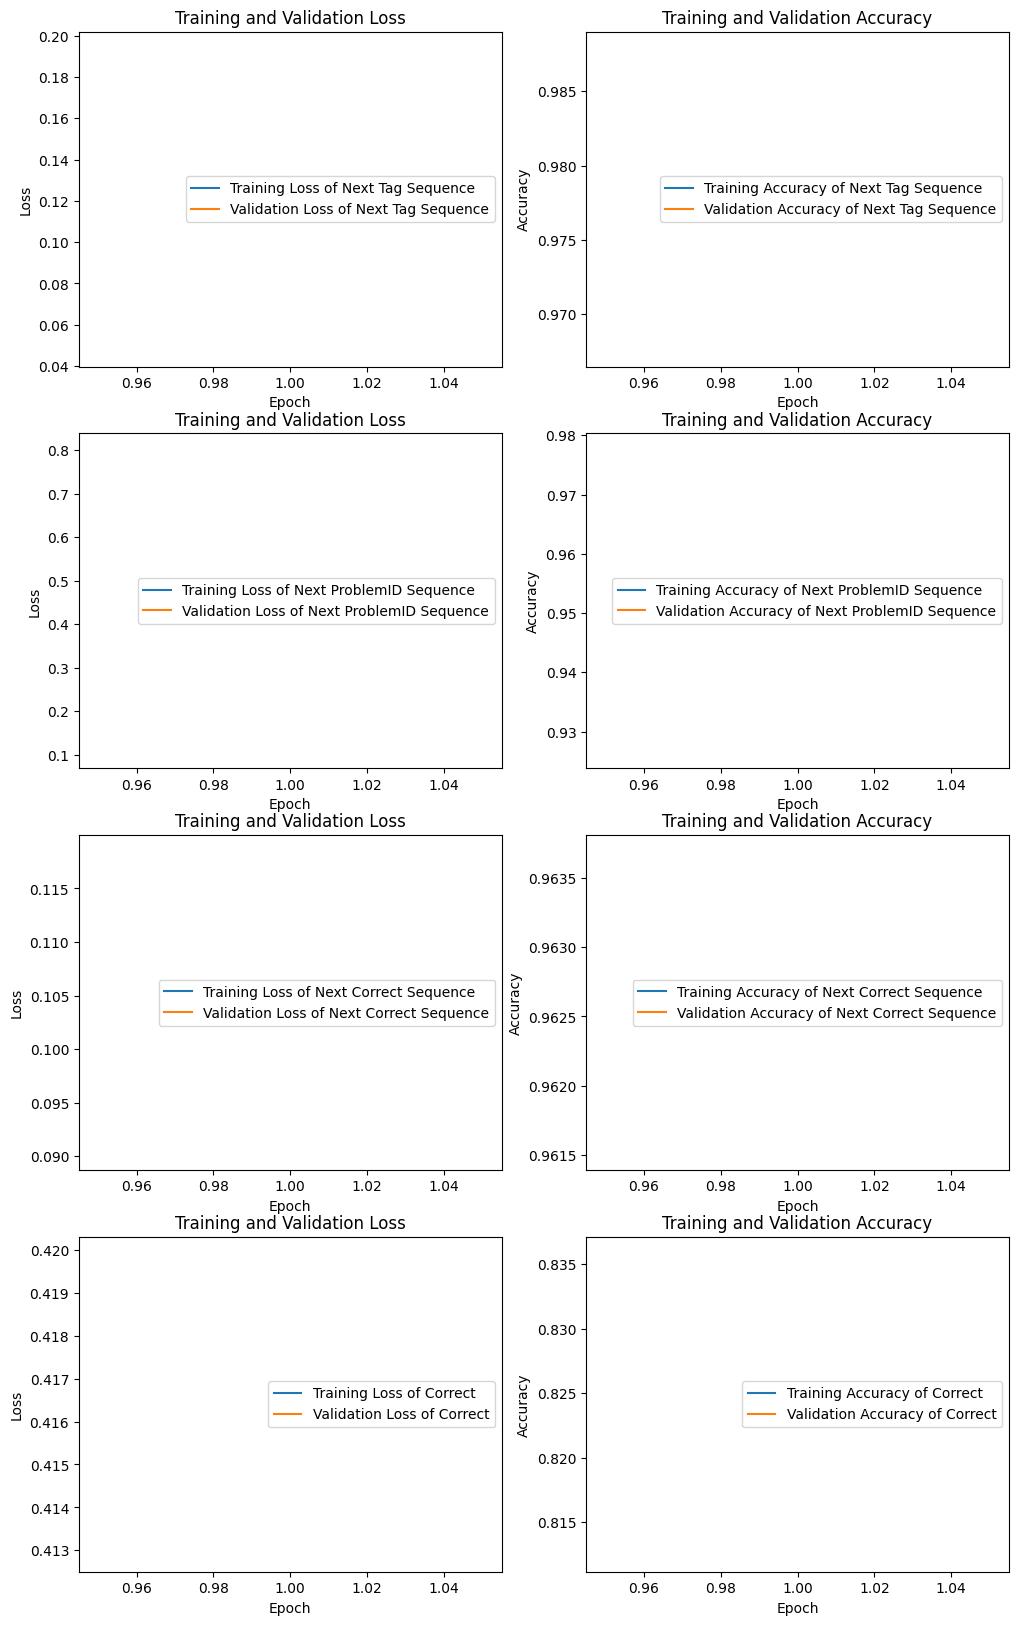 Training and Validation Loss
0.20
0.18
0.16
0.14
0.12
0.10
0.08
0.06
0.04
Loss
Training Loss of Next Tag Sequence
Validation Loss of Next Tag Sequence
0.96 0.98 1.00 1.02 1.04
Epoch
Training and Validation Accuracy
0.985
0.980
0.975
0.970
Accuracy
Training Accuracy of Next Tag Sequence
Validation Accuracy of Next Tag Sequence
0.96 0.98 1.00 1.02 1.04
Epoch
Training and Validation Loss
0.8
0.7
0.6
0.5
0.4
0.3
0.2
0.1
Loss
Training Loss of Next ProblemID Sequence
Validation Loss of Next ProblemID Sequence
0.96 0.98 1.00 1.02 1.04
Epoch
Training and Validation Accuracy
0.98
0.97
0.96
0.95
0.94
0.93
Accuracy
Training Accuracy of Next ProblemID Sequence
Validation Accuracy of Next ProblemID Sequence
0.96 0.98 1.00 1.02 1.04
Epoch
Training and Validation Loss
0.115
0.110
0.105
0.100
0.095
0.090
Loss
Training Loss of Next Correct Sequence
Validation Loss of Next Correct Sequence
0.96 0.98 1.00 1.02 1.04
Epoch
Training and Validation Accuracy
0.9635
0.9630
0.9625
0.9620
0.9615
Accuracy
Training Accuracy of Next Correct Sequence
Validation Accuracy of Next Correct Sequence
0.96 0.98 1.00 1.02 1.04
Epoch
Training and Validation Loss
0.420
0.419
0.418
0.417
0.416
0.415
0.414
0.413
Loss
Training Loss of Correct
Validation Loss of Correct
0.96 0.98 1.00 1.02 1.04
Epoch
Training and Validation Accuracy
0.835
0.830
0.825
0.820
0.815
Accuracy
Training Accuracy of Correct
Validation Accuracy of Correct
0.96 0.98 1.00 1.02 1.04
Epoch